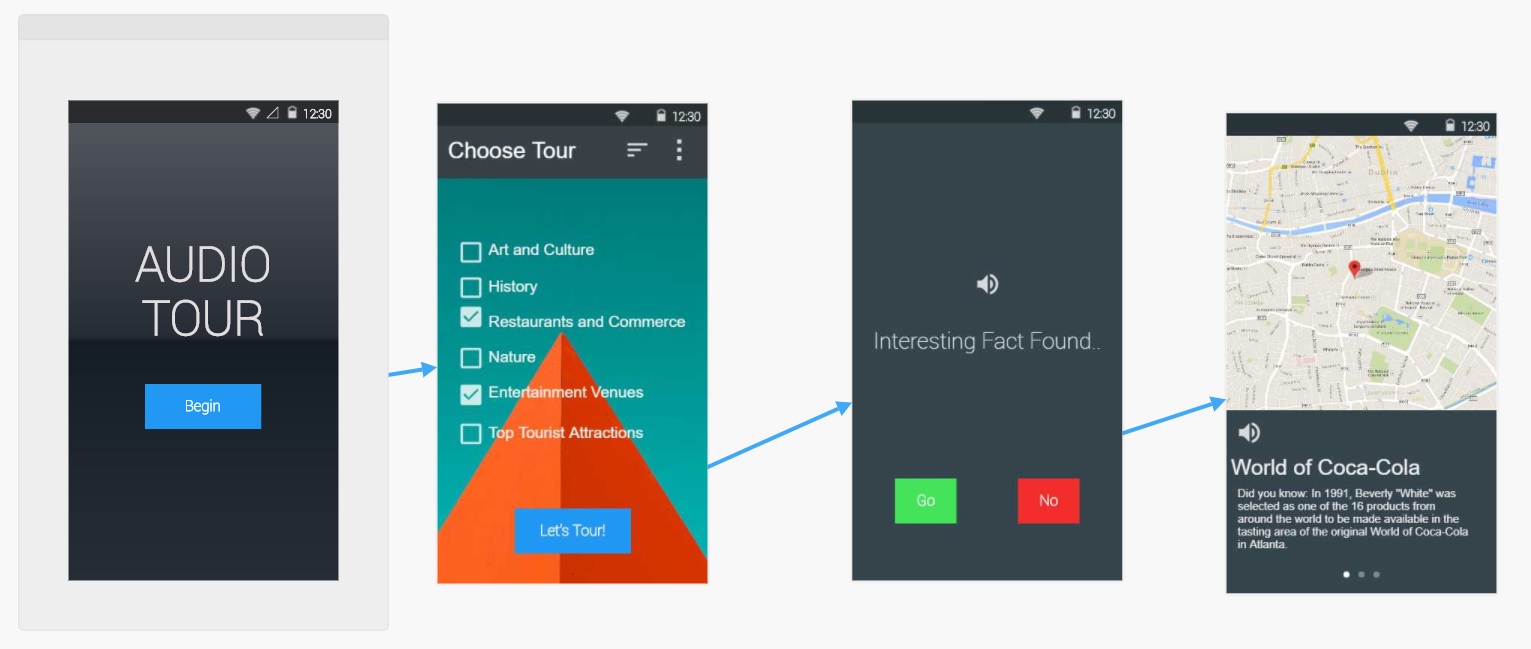 12:30
AUDIO
TOUR
Begin
12:30
Choose Tour
Art and Culture
History
Restaurants and Commerce
Nature
Entertainment Venues
Top Tourist Attractions
Let's Tour!
12:30
Interesting Fact Found..
Go
No
12:30
Dublin
World of Coca-Cola
Did you know: In 1991, Beverly "White" was
selected as one of the 16 products from
around the world to be made available in the
tasting area of the original World of Coca-Cola
in Atlanta.